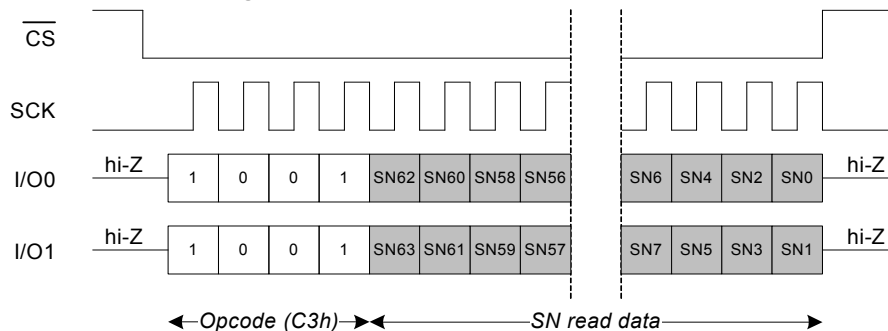 CS
SCK
hi-Z
I/O0
1 0 0 1 SN62 SN60 SN58 SN56 SN6 SN4 SN2 SN0
hi-Z
hi-Z
I/O1
1 0 0 1 SN63 SN61 SN59 SN57 SN7 SN5 SN3 SN1
hi-Z
Opcode (C3h) SN read data